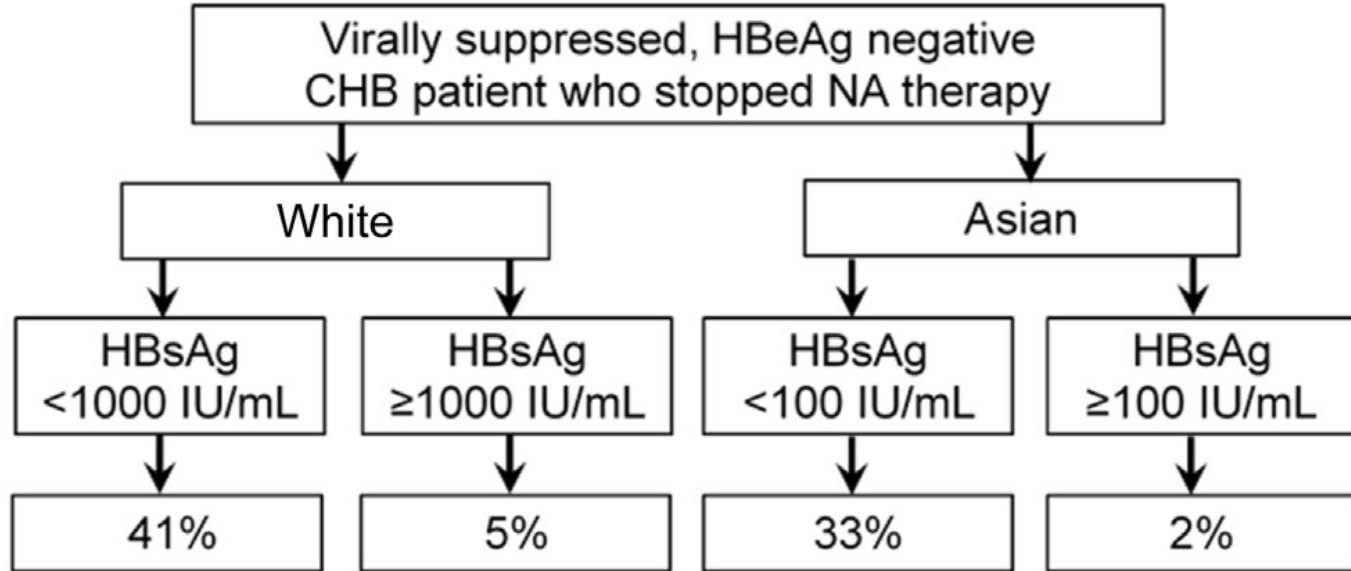 Virally suppressed, HBeAg negative
CHB patient who stopped NA therapy
White
Asian
HBsAg
<1000 IU/mL
HBsAg
≥1000 IU/mL
HBsAg
<100 IU/mL
HBsAg
≥100 IU/mL
41%
5%
33%
2%